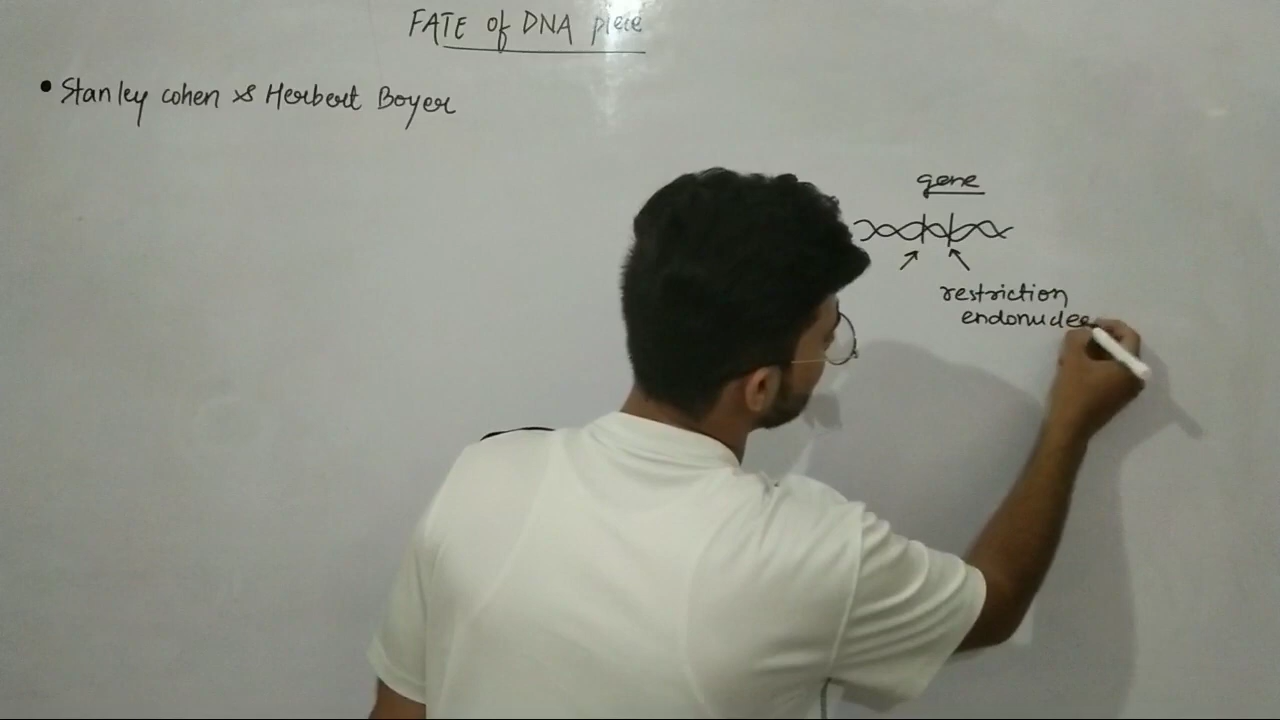 FATE of DNA piece
• Stanley cohen & Herbert Boyer
gene
restriction
endonuclea